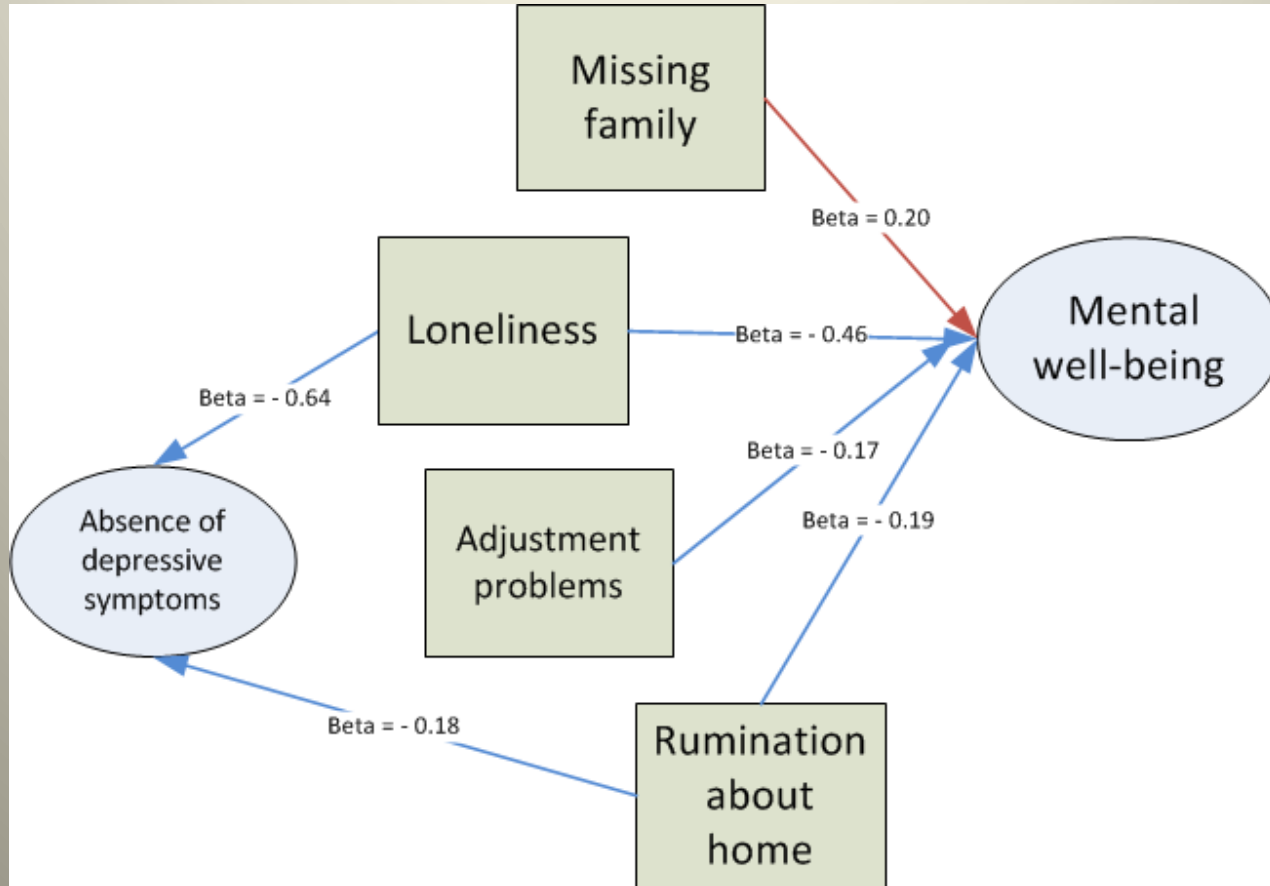 Missing
family
Beta = 0.20
Loneliness
Beta = - 0.46
Mental
well-being
Beta = - 0.64
Beta = - 0.17
Adjustment
problems
Beta = - 0.19
Absence of
depressive
symptoms
Beta = - 0.18
Rumination
about
home